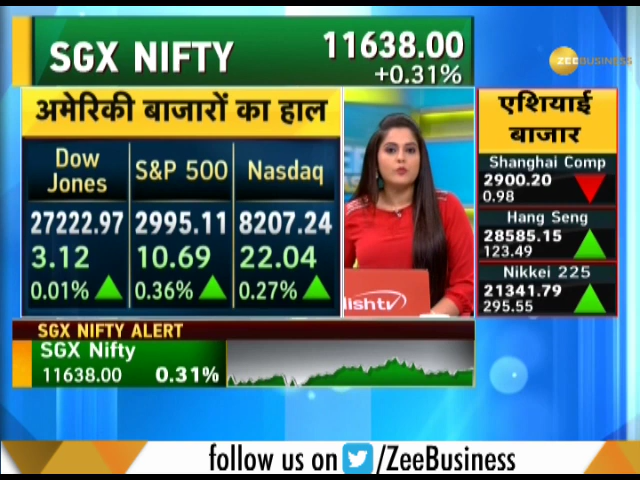 SGX NIFTY
11638.00
+0.31%
ZEEBUSINESS
अमेरिकी बाजारों का हाल
Dow Jones
S&P 500
Nasdaq
27222.97
2995.11
8207.24
3.12
10.69
22.04
0.01%
0.36%
0.27%
एशियाई
बाजार
Shanghai Comp
2900.20
0.98
Hang Seng
28585.15
123.49
Nikkei 225
21341.79
295.55
ishtv
SGX NIFTY ALERT
SGX Nifty
11638.00
0.31%
follow us on /ZeeBusiness